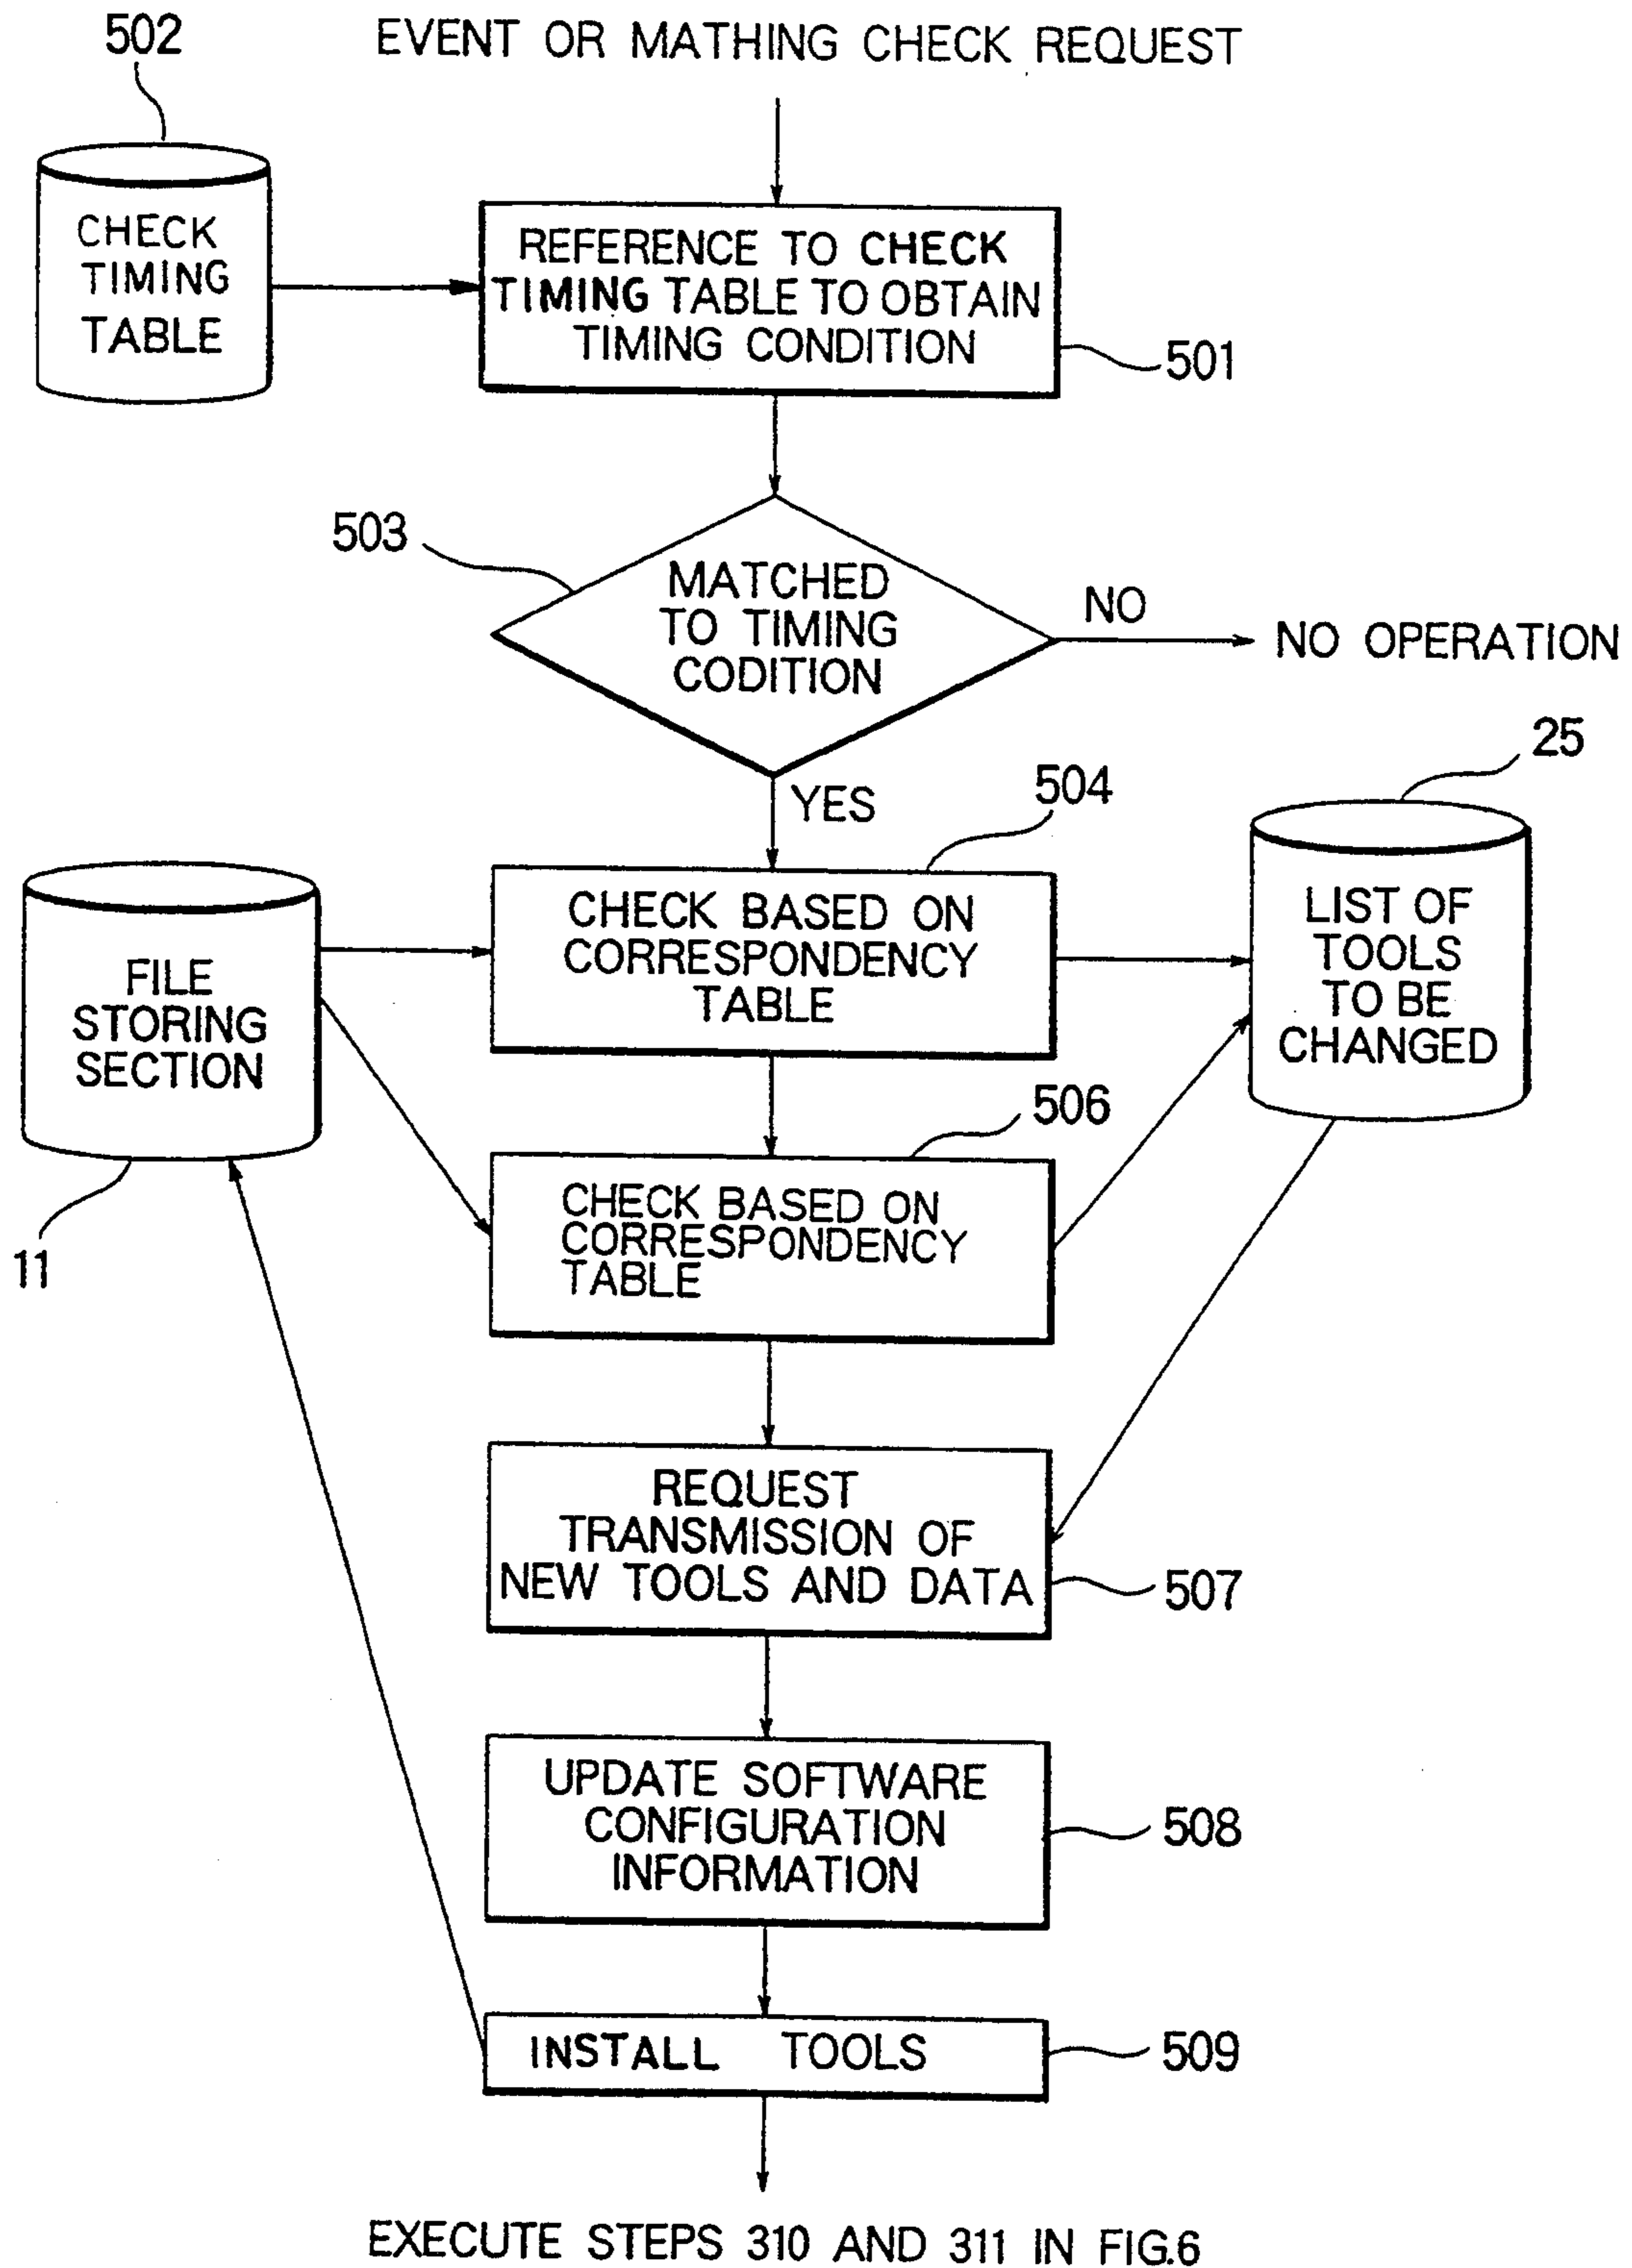 502
EVENT OR MATHING CHECK REQUEST
CHECK
TIMING
TABLE
REFERENCE TO CHECK
TIMING TABLE TO OBTAIN
TIMING CONDITION
501
503
MATCHED
TO TIMING
CODITION
NO
NO OPERATION
YES
504
25
FILE
STORING
SECTION
11
CHECK BASED ON
CORRESPONDENCY
TABLE
LIST OF
TOOLS
TO BE
CHANGED
506
CHECK BASED ON
CORRESPONDENCY
TABLE
REQUEST
TRANSMISSION OF
NEW TOOLS AND DATA
507
UPDATE SOFTWARE
CONFIGURATION
INFORMATION
508
INSTALL TOOLS
509
EXECUTE STEPS 310 AND 311 IN FIG.6